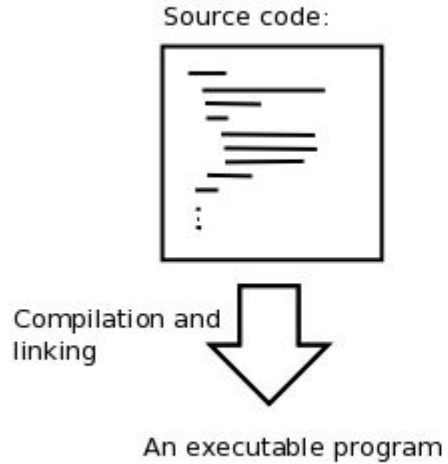 Source code:
Compilation and
linking
An executable program